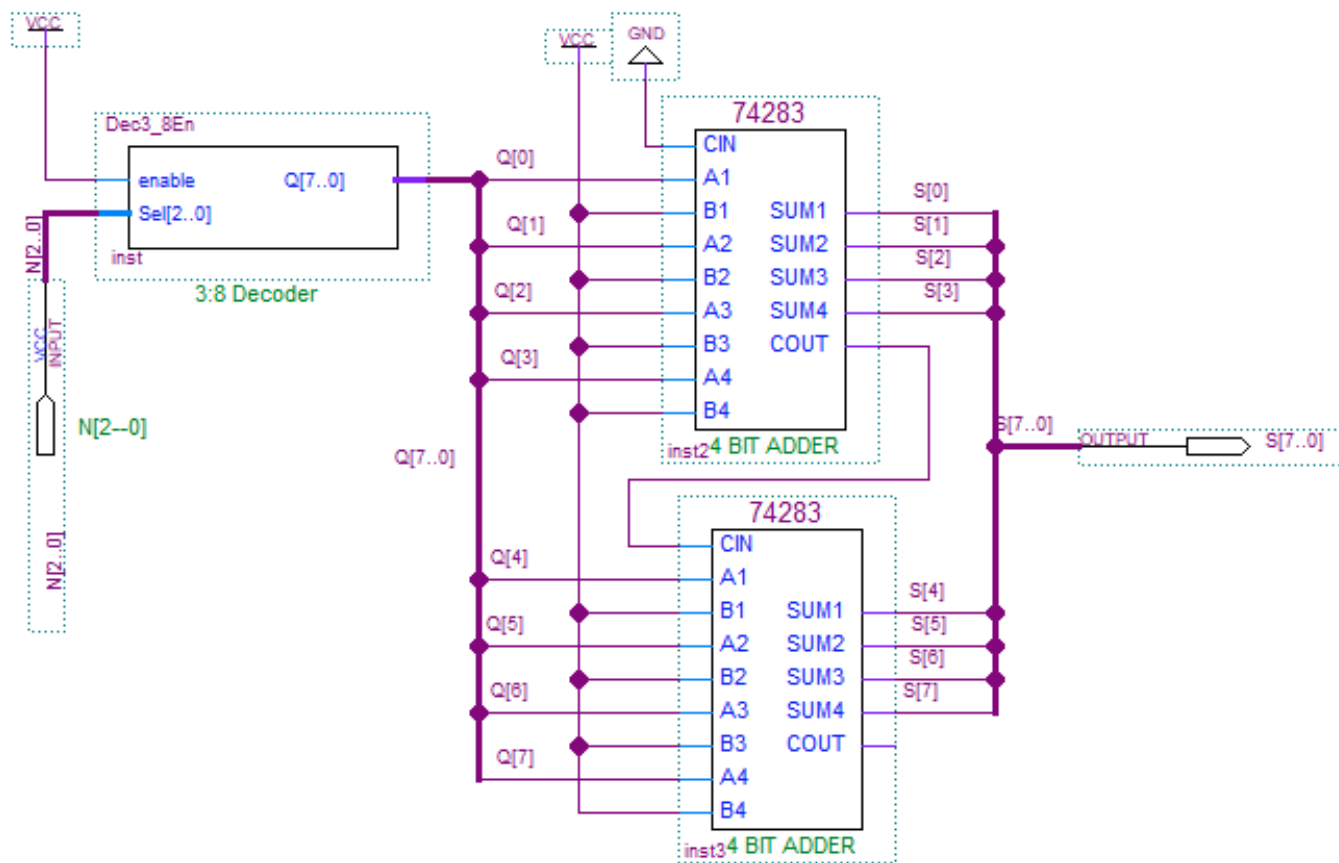 VCC
Dec3_8En
enable
Q[7..0]
Sel[2..0]
inst
3:8 Decoder
N[2..0]
VCC
INPUT
N[2--0]
N[2..0]
VCC
GND
74283
CIN
A1
B1
A2
B2
A3
B3
A4
B4
SUM1
SUM2
SUM3
SUM4
COUT
inst2
4 BIT ADDER
Q[0]
Q[1]
Q[2]
Q[3]
Q[7..0]
Q[4]
Q[5]
Q[6]
Q[7]
74283
CIN
A1
B1
A2
B2
A3
B3
A4
B4
SUM1
SUM2
SUM3
SUM4
COUT
inst3
4 BIT ADDER
S[0]
S[1]
S[2]
S[3]
S[7..0]
OUTPUT
S[7..0]
S[4]
S[5]
S[6]
S[7]